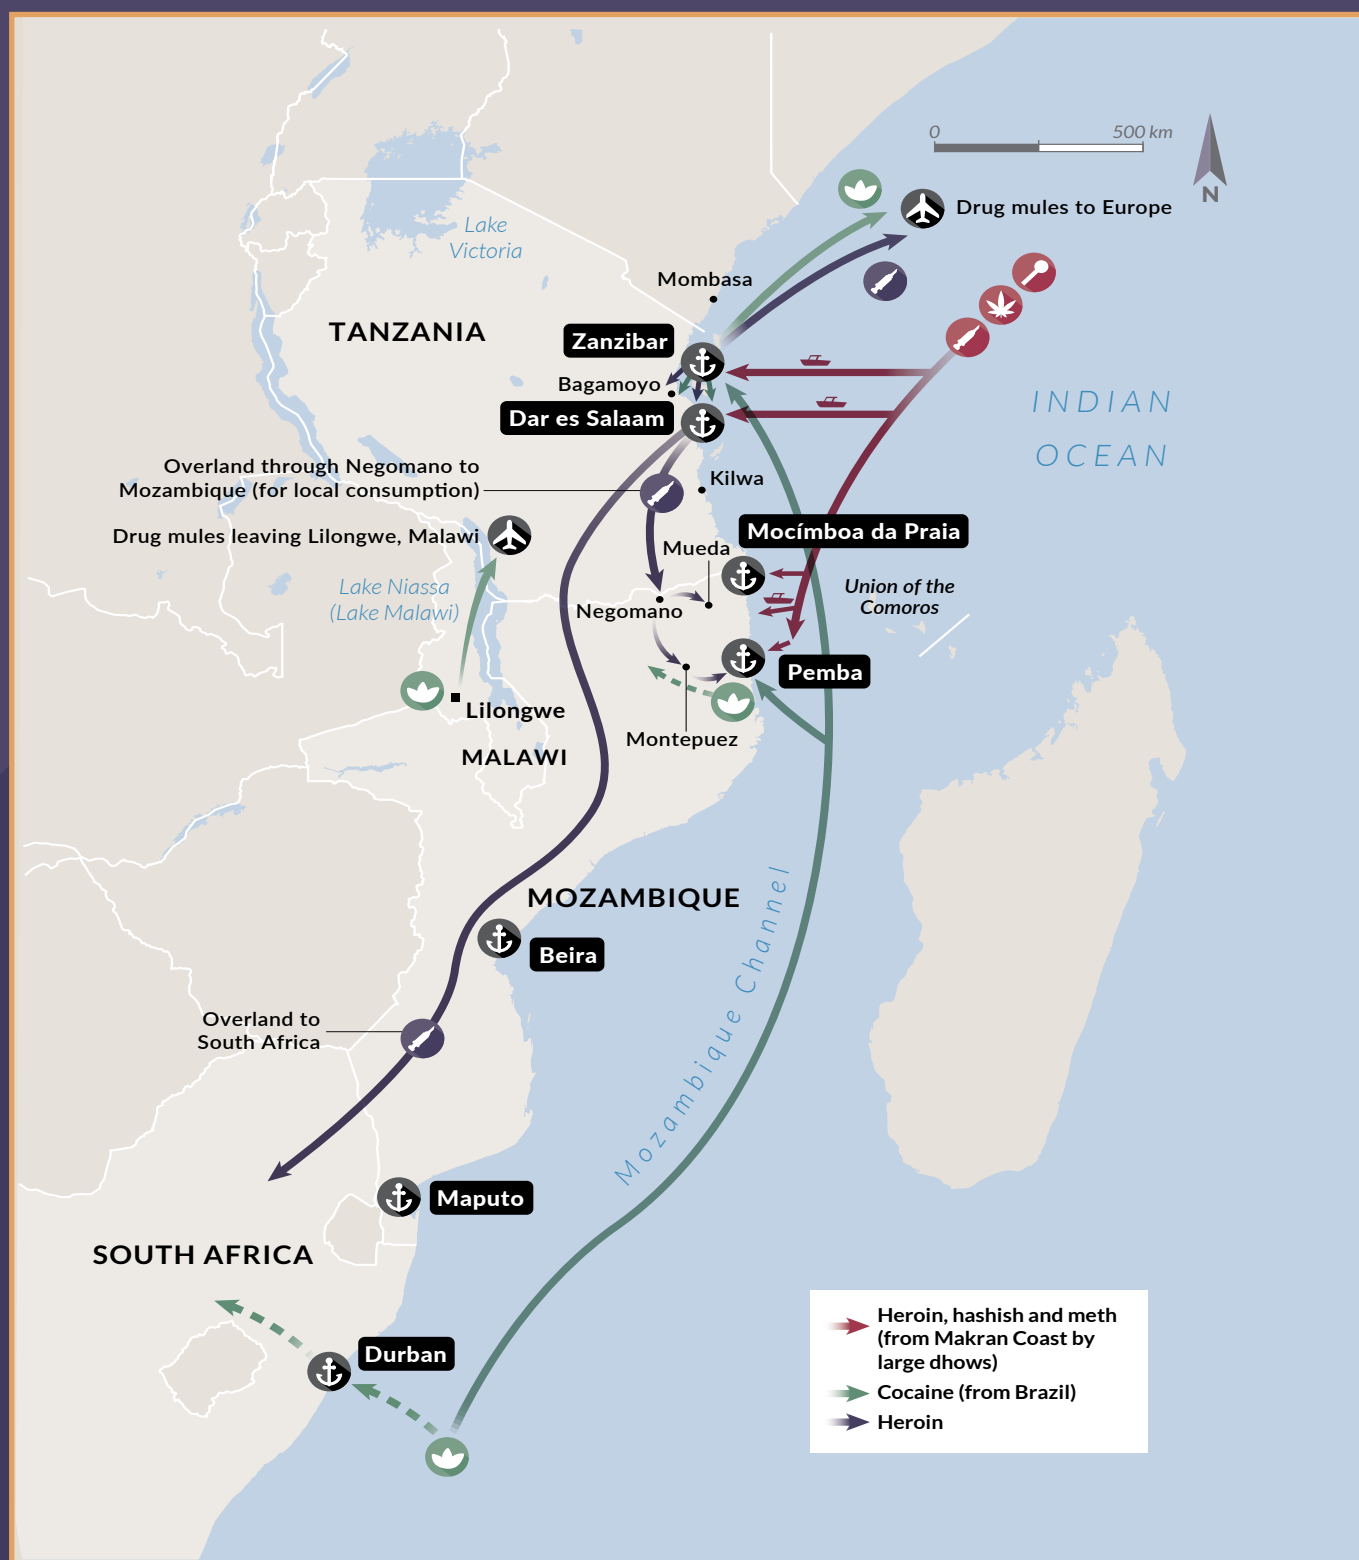 0
500 km
N
Drug mules to Europe
Lake
Victoria
Mombasa
TANZANIA
Zanzibar
Bagamoyo
Dar es Salaam
INDIAN
OCEAN
Overland through Negomano to
Mozambique (for local consumption)
Kilwa
Drug mules leaving Lilongwe, Malawi
Mocímboa da Praia
Mueda
Lake Niassa
(Lake Malawi)
Union of the
Comoros
Negomano
Pemba
Lilongwe
Montepuez
MALAWI
MOZAMBIQUE
Beira
Mozambique Channel
Overland to
South Africa
Maputo
SOUTH AFRICA
Durban
Heroin, hashish and meth
(from Makran Coast by
large dhows)
Cocaine (from Brazil)
Heroin